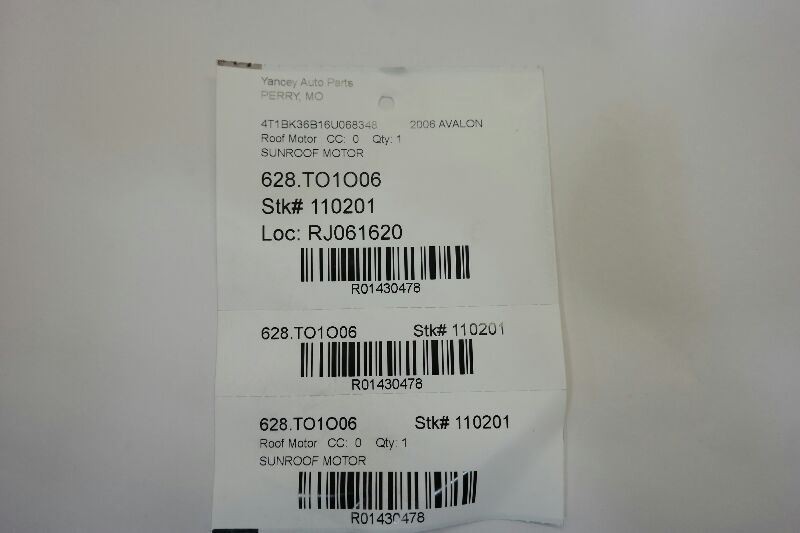 Yancey Auto Parts
PERRY, MO
4T1BK36B16U068348 2006 AVALON
Roof Motor CC: 0 Qty: 1
SUNROOF MOTOR
628.TO1O06
Stk# 110201
Loc: RJ061620
R01430478
628.TO1O06 Stk# 110201
R01430478
628.TO1O06 Stk# 110201
Roof Motor CC: 0 Qty: 1
SUNROOF MOTOR
R01430478